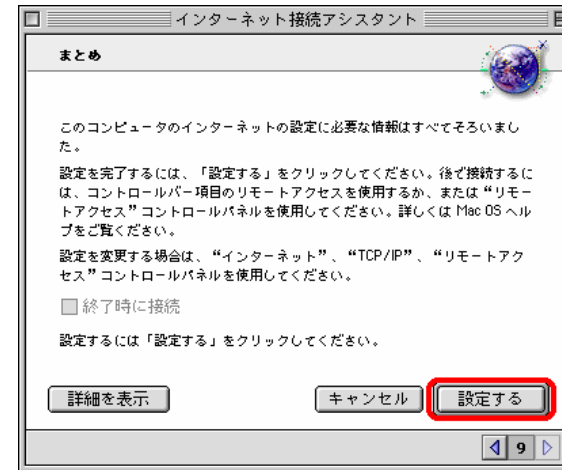 インターネット接続アシスタント
まとめ
このコンピュータのインターネットの設定に必要な情報はすべてそろいまし
た。
設定を完了するには、「設定する」をクリックしてください。後で接続するに
は、コントロールバー項目のリモートアクセスを使用するか、または“リモー
トアクセス”コントロールパネルを使用してください。詳しくは Mac OS ヘル
プをご覧ください。
設定を変更する場合は、“インターネット”、“TCP/IP”、“リモートアク
セス”コントロールパネルを使用してください。
終了時に接続
設定するには「設定する」をクリックしてください。
詳細を表示 キャンセル 設定する
9